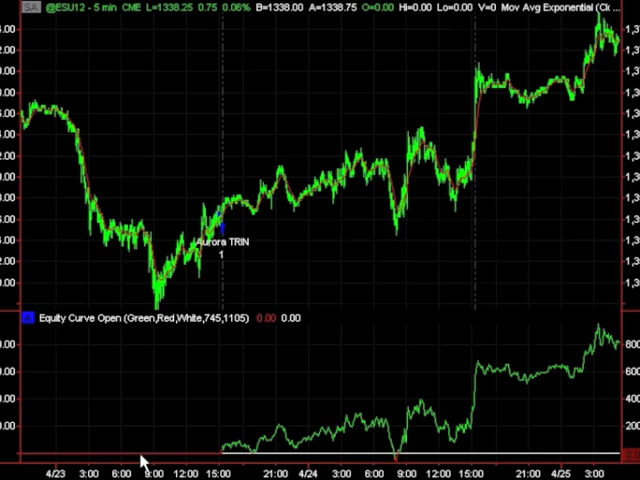 SA @ESU12 - 5 min CME L=1338.25 0.75 0.06% B=1338.00 A=1338.75 O=0.00 Hi=0.00 Lo=0.00 V=0 Mov Avg Exponential (Ck ...
Aurora TRIN
1
Equity Curve Open (Green,Red,White,745,1105) 0.00 0.00
800
600
400
200
4/23 3:00 6:00 9:00 12:00 15:00 21:00 4/24 3:00 6:00 9:00 12:00 15:00 21:00 4/25 3:00